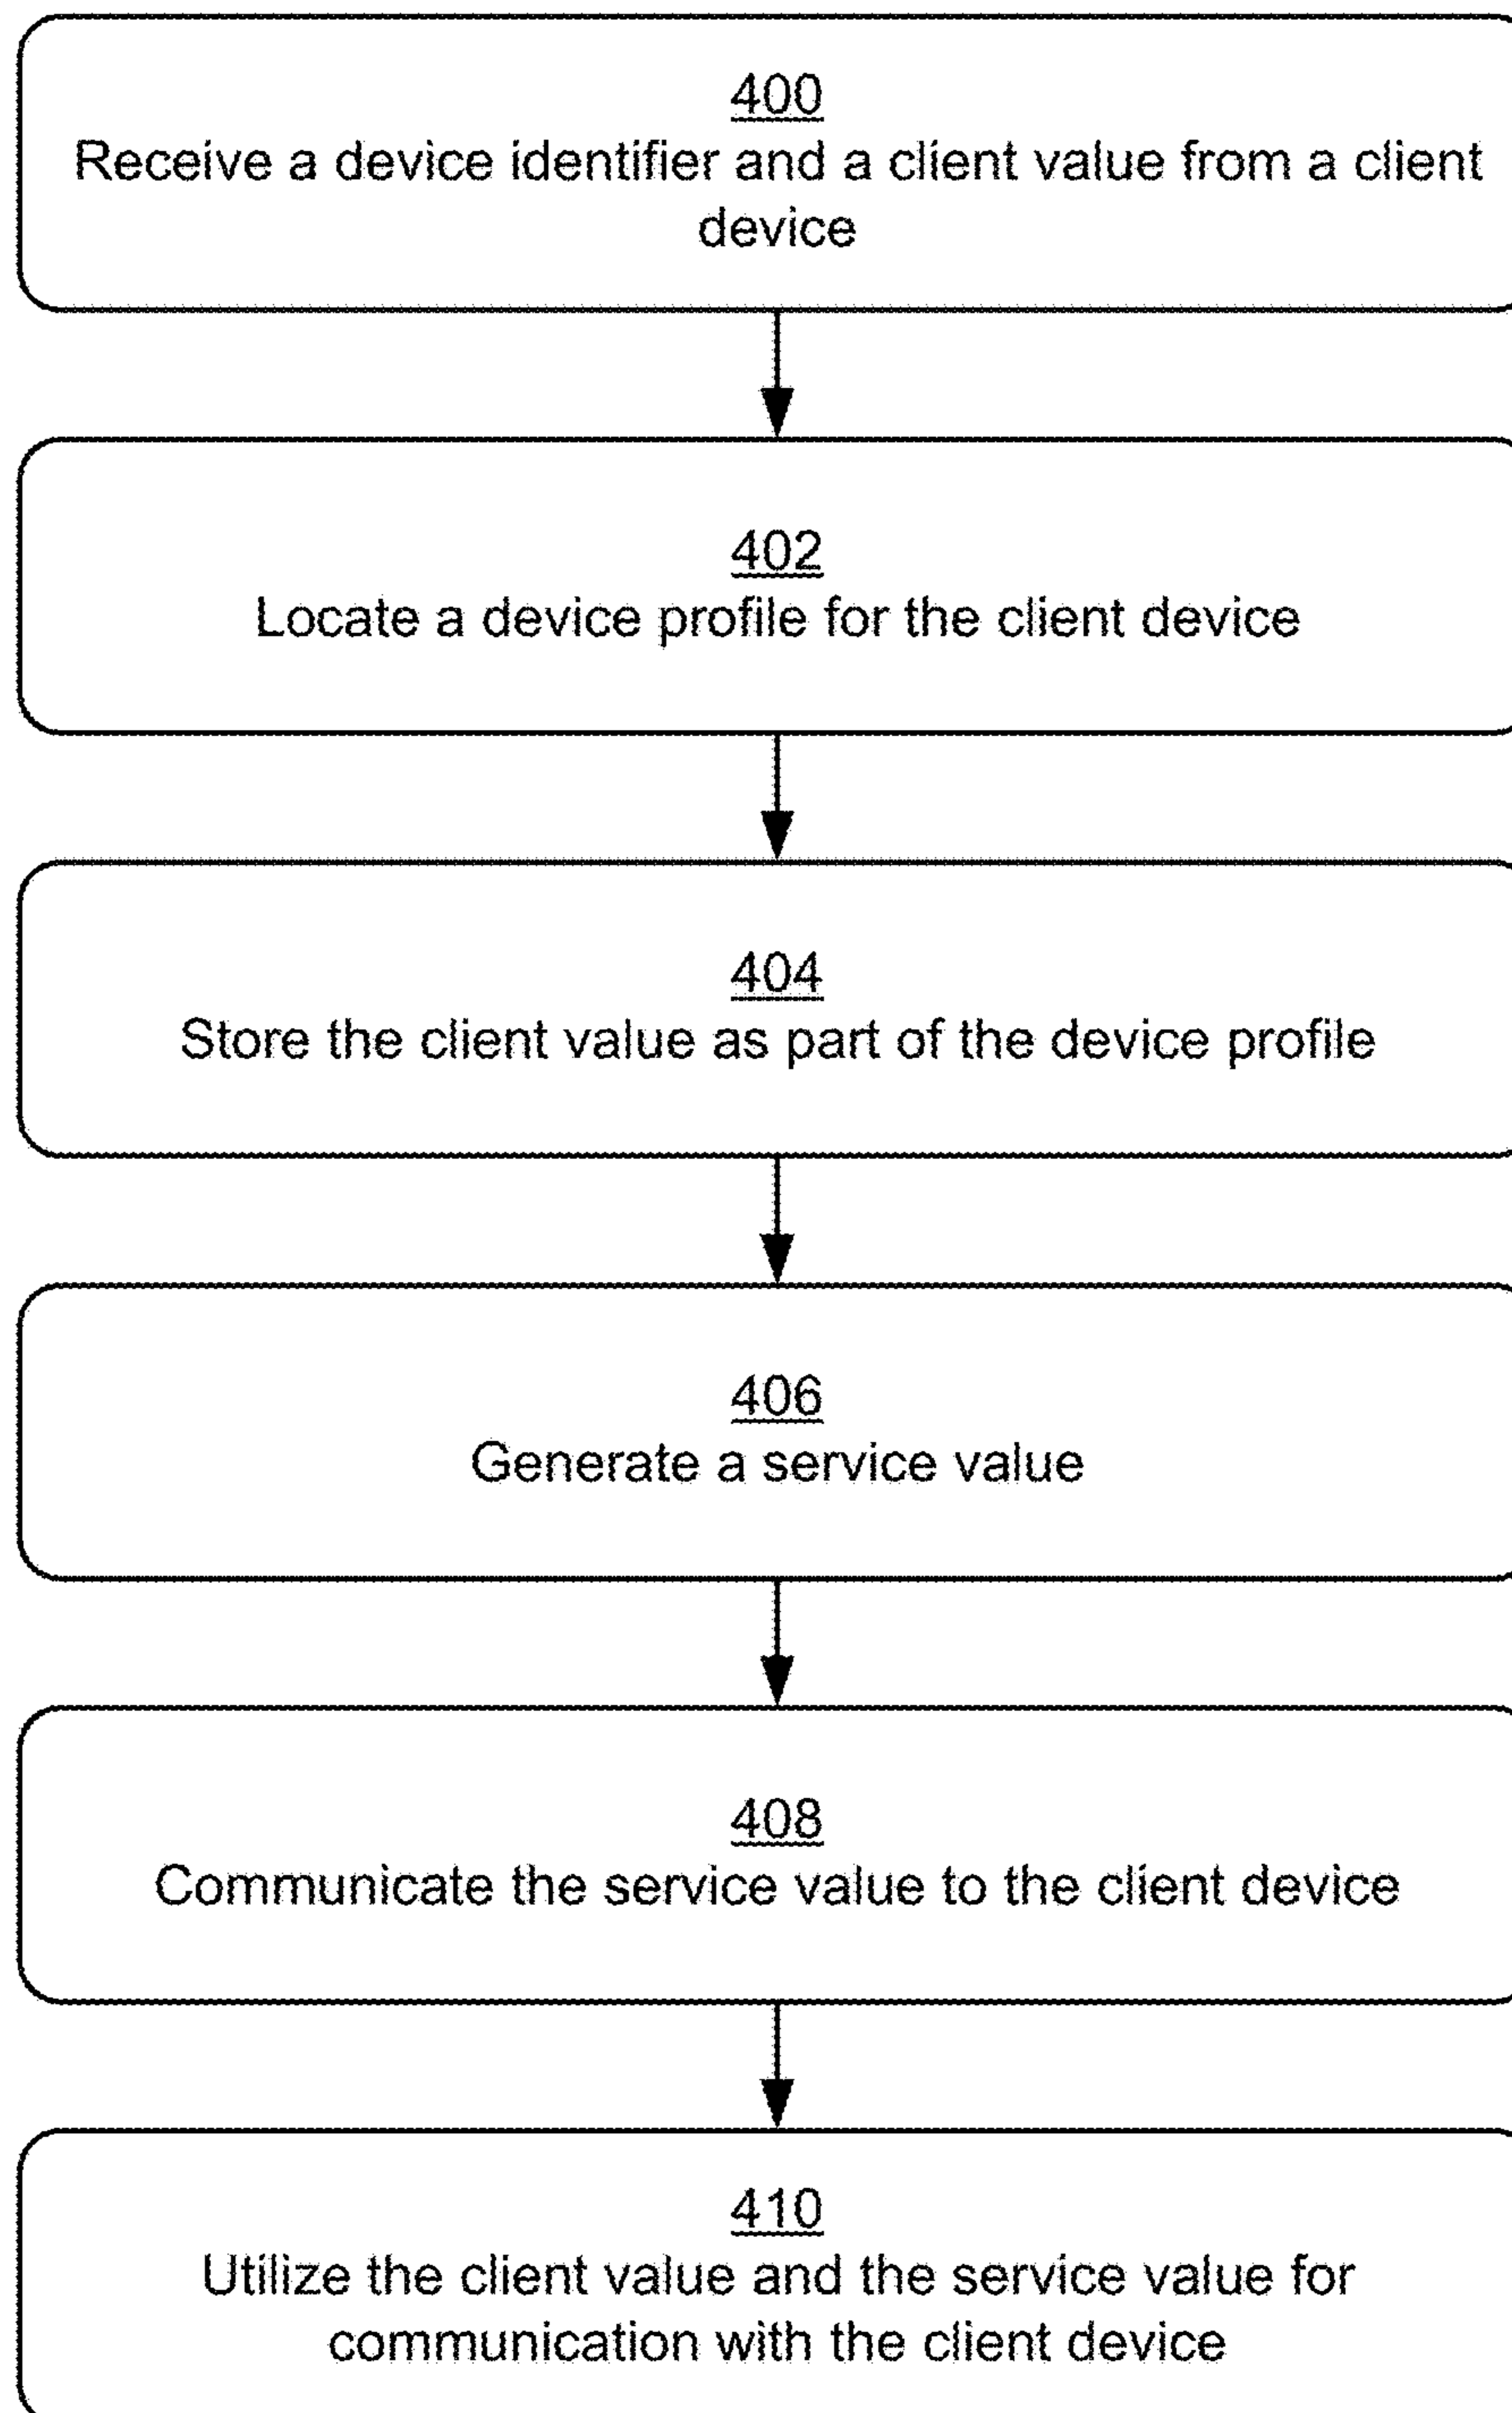 400
Receive a device identifier and a client value from a client
device
402
Locate a device profile for the client device
404
Store the client value as part of the device profile
406
Generate a service value
408
Communicate the service value to the client device
410
Utilize the client value and the service value for
communication with the client device